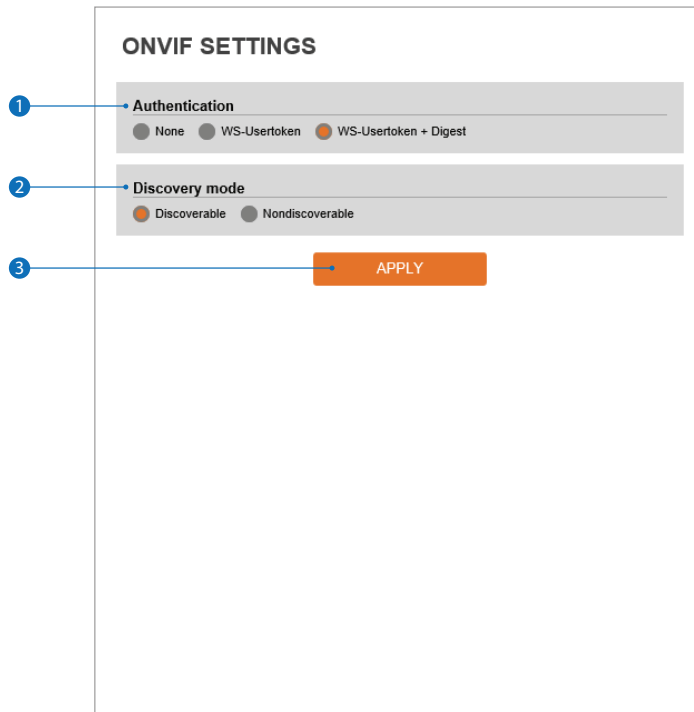 ONVIF SETTINGS
1
Authentication
None WS-Usertoken WS-Usertoken + Digest
2
Discovery mode
Discoverable Nondiscoverable
3
APPLY